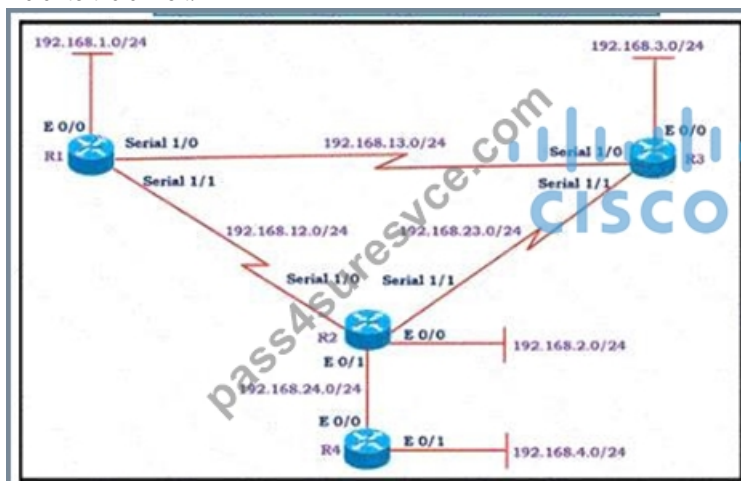 192.168.1.0/24
192.168.3.0/24
E 0/0
Serial 1/0
192.168.13.0/24
Serial 1/0
E 0/0
R1
R3
Serial 1/1
Serial 1/1
CISCO
192.168.12.0/24
192.168.23.0/24
Serial 1/0
Serial 1/1
R2
E 0/0
192.168.2.0/24
E 0/1
192.168.24.0/24
E 0/0
R4
E 0/1
192.168.4.0/24
pass4suresvce.com